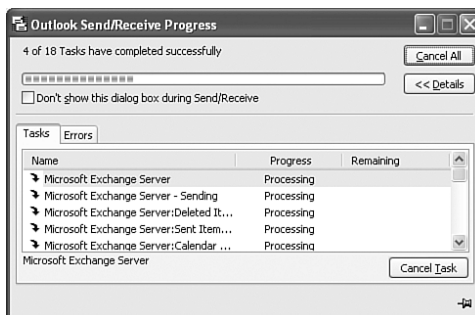 Outlook Send/Receive Progress
4 of 18 Tasks have completed successfully
Cancel All
<< Details
Don't show this dialog box during Send/Receive
Tasks Errors
Name Progress Remaining
Microsoft Exchange Server Processing
Microsoft Exchange Server - Sending Processing
Microsoft Exchange Server:Deleted It... Processing
Microsoft Exchange Server:Sent Item... Processing
Microsoft Exchange Server:Calendar ... Processing
Microsoft Exchange Server
Cancel Task